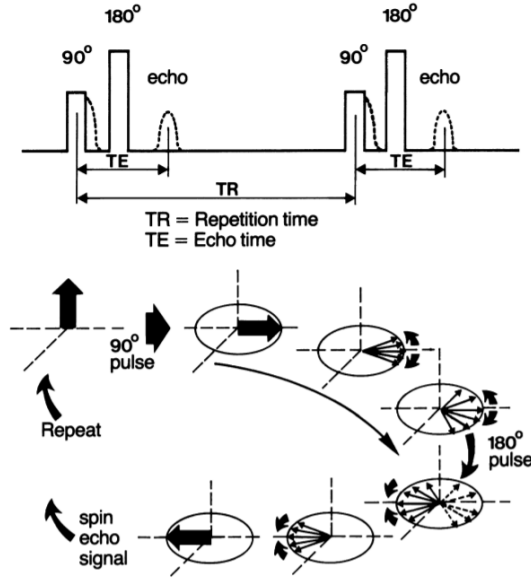 180°
180°
90°
echo
90°
echo
TE
TE
TR
TR = Repetition time
TE = Echo time
90°
pulse
Repeat
180°
pulse
spin
echo
signal